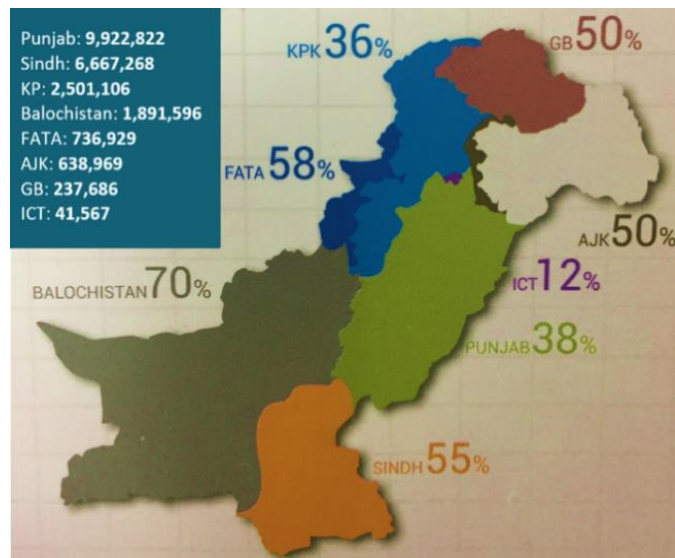 Punjab: 9,922,822
Sindh: 6,667,268
KP: 2,501,106
Balochistan: 1,891,596
FATA: 736,929
AJK: 638,969
GB: 237,686
ICT: 41,567
KPK 36%
GB 50%
FATA 58%
AJK 50%
BALOCHISTAN 70%
ICT 12%
PUNJAB 38%
SINDH 55%